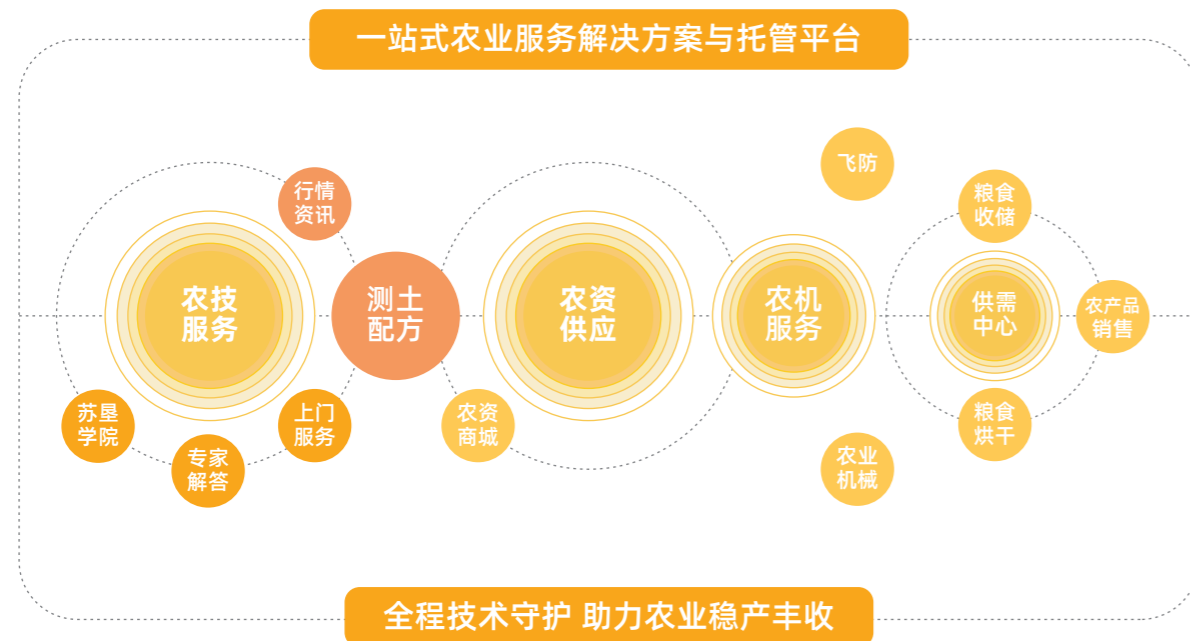 一站式农业服务解决方案与托管平台
行情
资讯
农技
服务
苏垦
学院
专家
解答
上门
服务
测土
配方
农资
供应
农资
商城
农机
服务
飞防
农业
机械
供需
中心
粮食
收储
农产品
销售
粮食
烘干
全程技术守护 助力农业稳产丰收